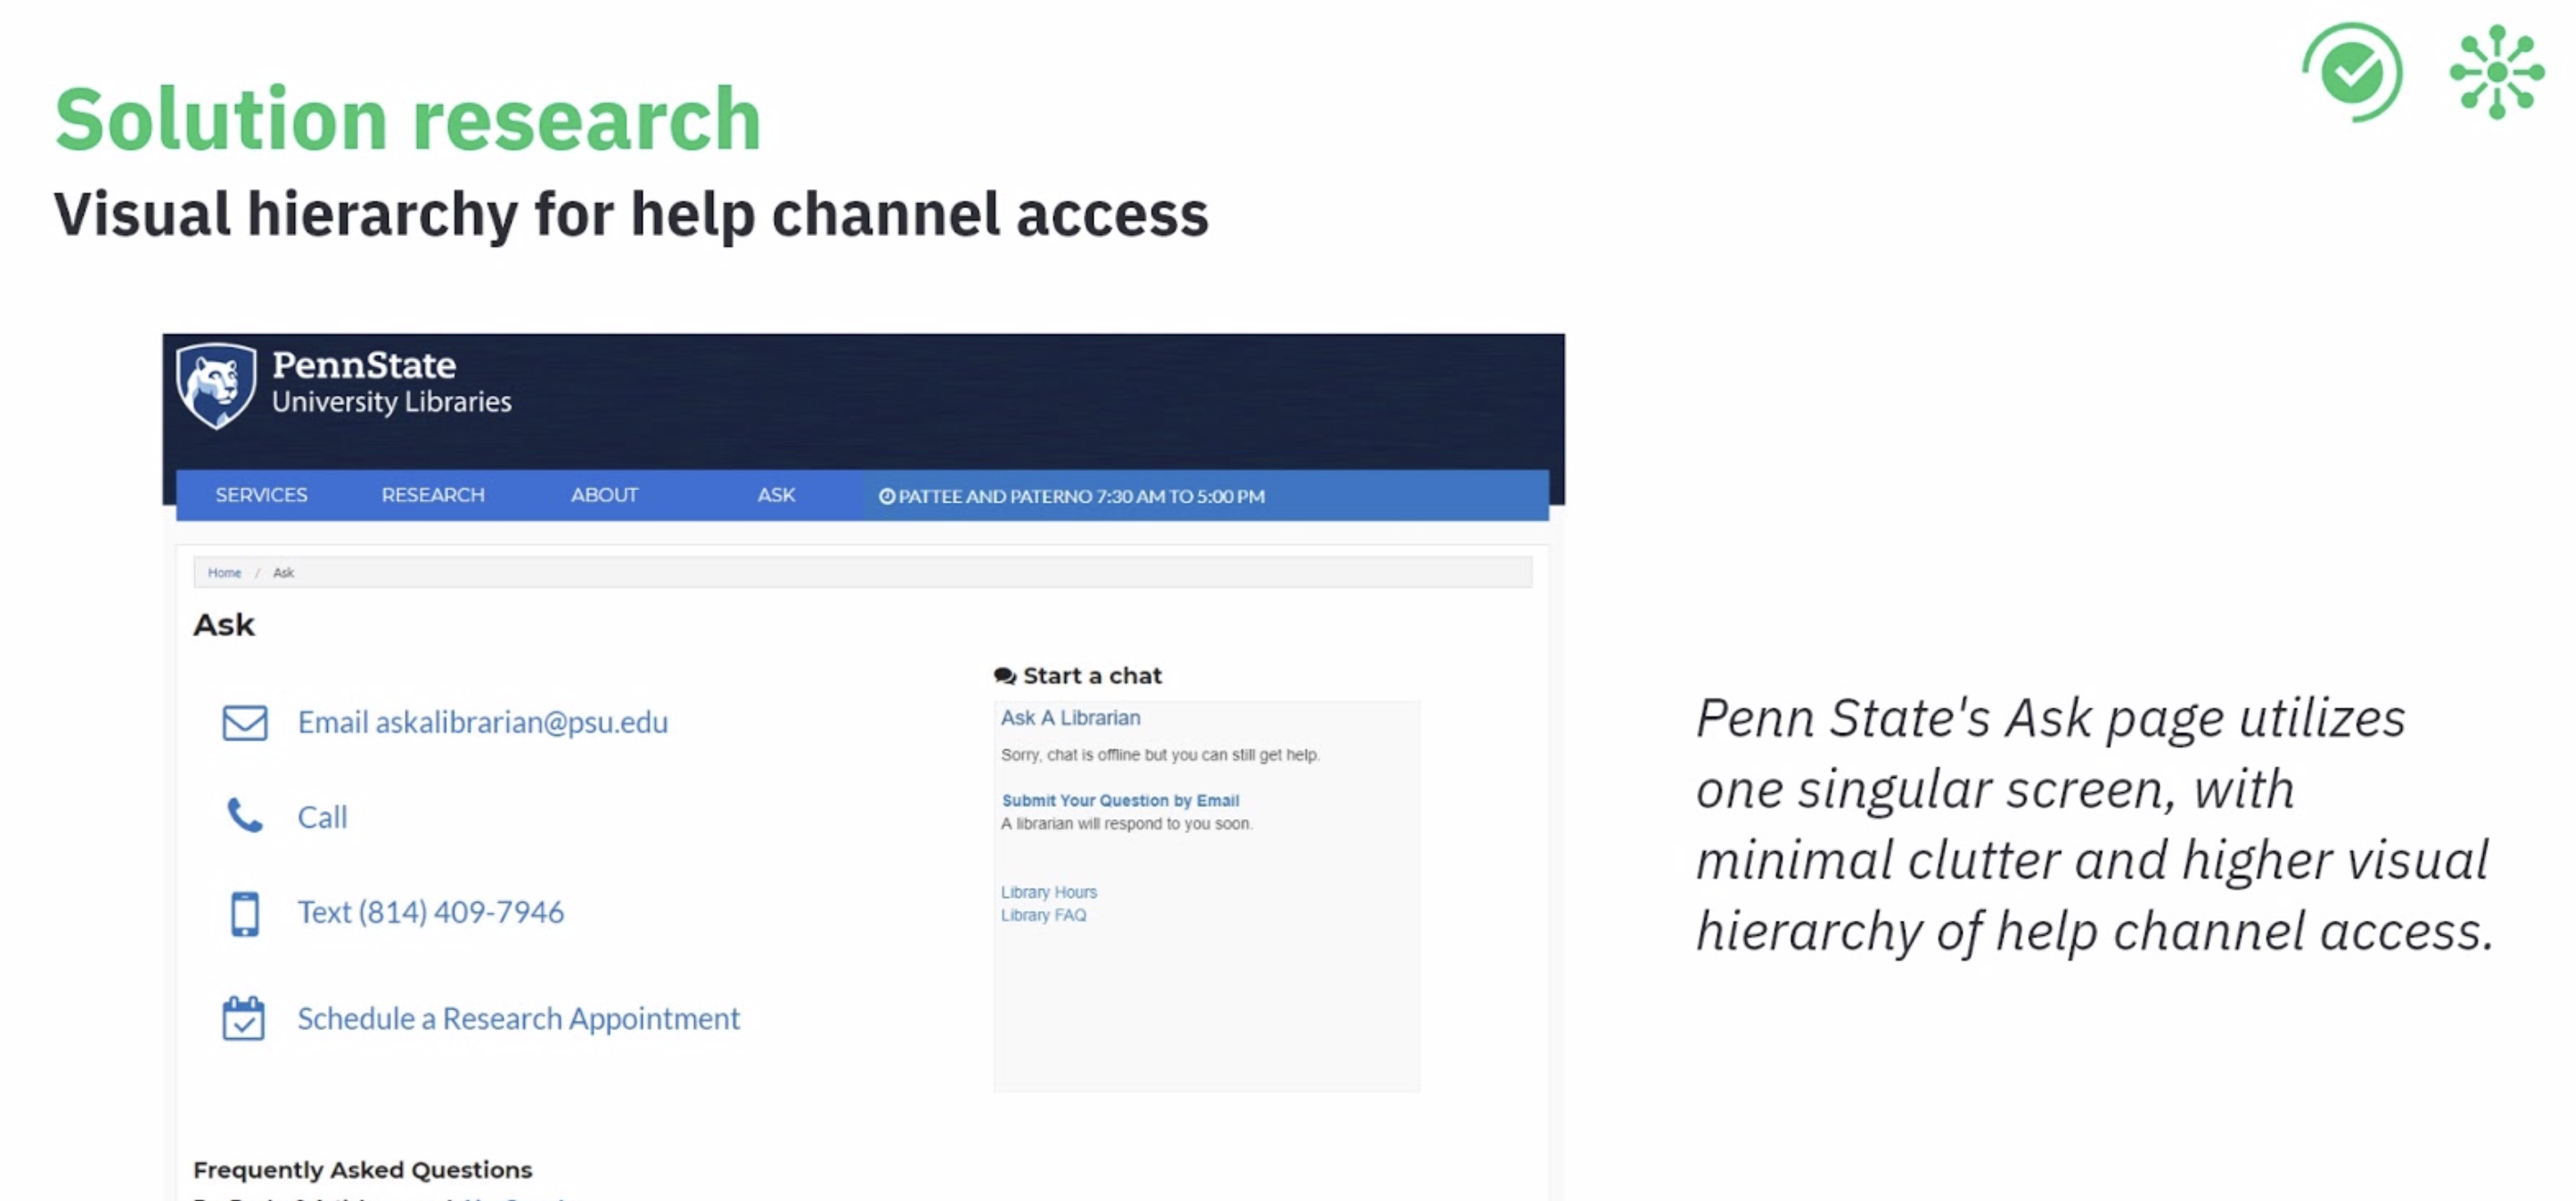 Solution research
Visual hierarchy for help channel access
PennState
University Libraries
SERVICES RESEARCH ABOUT ASK PATTEE AND PATERNO 7:30 AM TO 5:00 PM
Home / Ask
Ask
Email askalibrarian@psu.edu
Call
Text (814) 409-7946
Schedule a Research Appointment
Start a chat
Ask A Librarian
Sorry, chat is offline but you can still get help.
Submit Your Question by Email
A librarian will respond to you soon.
Library Hours
Library FAQ
Frequently Asked Questions
Penn State's Ask page utilizes
one singular screen, with
minimal clutter and higher visual
hierarchy of help channel access.